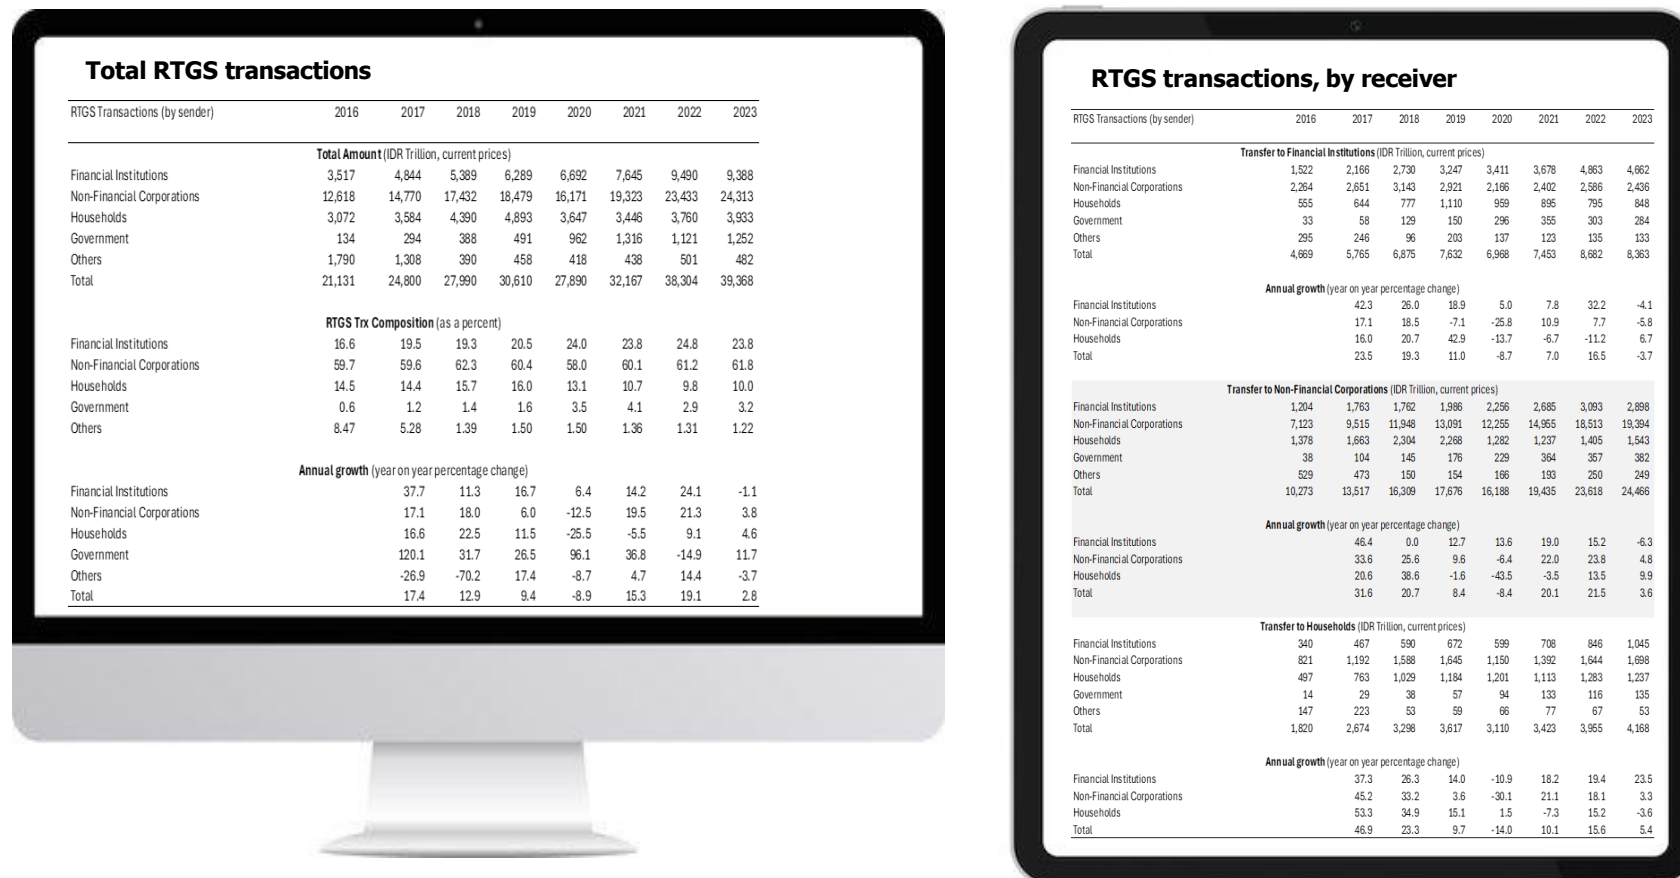 Total RTGS transactions
RTGS Transactions (by sender) 2016 2017 2018 2019 2020 2021 2022 2023
Total Amount (IDR Trillion, current prices)
Financial Institutions 3,517 4,844 5,389 6,289 6,692 7,645 9,490 9,388
Non-Financial Corporations 12,618 14,770 17,432 18,479 16,171 19,323 23,433 24,313
Households 3,072 3,584 4,390 4,893 3,647 3,446 3,760 3,933
Government 134 294 388 491 962 1,316 1,121 1,252
Others 1,790 1,308 390 458 418 438 501 482
Total 21,131 24,800 27,990 30,610 27,890 32,167 38,304 39,368
RTGS Trx Composition (as a percent)
Financial Institutions 16.6 19.5 19.3 20.5 24.0 23.8 24.8 23.8
Non-Financial Corporations 59.7 59.6 62.3 60.4 58.0 60.1 61.2 61.8
Households 14.5 14.4 15.7 16.0 13.1 10.7 9.8 10.0
Government 0.6 1.2 1.4 1.6 3.5 4.1 2.9 3.2
Others 8.47 5.28 1.39 1.50 1.50 1.36 1.31 1.22
Annual growth (year on year percentage change)
Financial Institutions 37.7 11.3 16.7 6.4 14.2 24.1 -1.1
Non-Financial Corporations 17.1 18.0 6.0 -12.5 19.5 21.3 3.8
Households 16.6 22.5 11.5 -25.5 -5.5 9.1 4.6
Government 120.1 31.7 26.5 96.1 36.8 -14.9 11.7
Others -26.9 -70.2 17.4 -8.7 4.7 14.4 -3.7
Total 17.4 12.9 9.4 -8.9 15.3 19.1 2.8
RTGS transactions, by receiver
RTGS Transactions (by sender) 2016 2017 2018 2019 2020 2021 2022 2023
Transfer to Financial Institutions (IDR Trillion, current prices)
Financial Institutions 1,522 2,166 2,730 3,247 3,411 3,678 4,863 4,662
Non-Financial Corporations 2,264 2,651 3,143 2,921 2,166 2,402 2,586 2,436
Households 555 644 777 1,110 959 895 795 848
Government 33 58 129 150 296 355 303 284
Others 295 246 96 203 137 123 135 133
Total 4,669 5,765 6,875 7,632 6,968 7,453 8,682 8,363
Annual growth (year on year percentage change)
Financial Institutions 42.3 26.0 18.9 5.0 7.8 32.2 -4.1
Non-Financial Corporations 17.1 18.5 -7.1 -25.8 10.9 7.7 -5.8
Households 16.0 20.7 42.9 -13.7 -6.7 -11.2 6.7
Total 23.5 19.3 11.0 -8.7 7.0 16.5 -3.7
Transfer to Non-Financial Corporations (IDR Trillion, current prices)
Financial Institutions 1,204 1,763 1,762 1,986 2,256 2,685 3,093 2,898
Non-Financial Corporations 7,123 9,515 11,948 13,091 12,255 14,955 18,513 19,394
Households 1,378 1,663 2,304 2,268 1,282 1,237 1,405 1,543
Government 38 104 145 176 229 364 357 382
Others 529 473 150 154 166 193 250 249
Total 10,273 13,517 16,309 17,676 16,188 19,435 23,618 24,466
Annual growth (year on year percentage change)
Financial Institutions 46.4 0.0 12.7 13.6 19.0 15.2 -6.3
Non-Financial Corporations 33.6 25.6 9.6 -6.4 22.0 23.8 4.8
Households 20.6 38.6 -1.6 -43.5 -3.5 13.5 9.9
Total 31.6 20.7 8.4 -8.4 20.1 21.5 3.6
Transfer to Households (IDR Trillion, current prices)
Financial Institutions 340 467 590 672 599 708 846 1,045
Non-Financial Corporations 821 1,192 1,588 1,645 1,150 1,392 1,644 1,698
Households 497 763 1,029 1,184 1,201 1,113 1,283 1,237
Government 14 29 38 57 94 133 116 135
Others 147 223 53 59 66 77 67 53
Total 1,820 2,674 3,298 3,617 3,110 3,423 3,955 4,168
Annual growth (year on year percentage change)
Financial Institutions 37.3 26.3 14.0 -10.9 18.2 19.4 23.5
Non-Financial Corporations 45.2 33.2 3.6 -30.1 21.1 18.1 3.3
Households 53.3 34.9 15.1 1.5 -7.3 15.2 -3.6
Total 46.9 23.3 9.7 -14.0 10.1 15.6 5.4